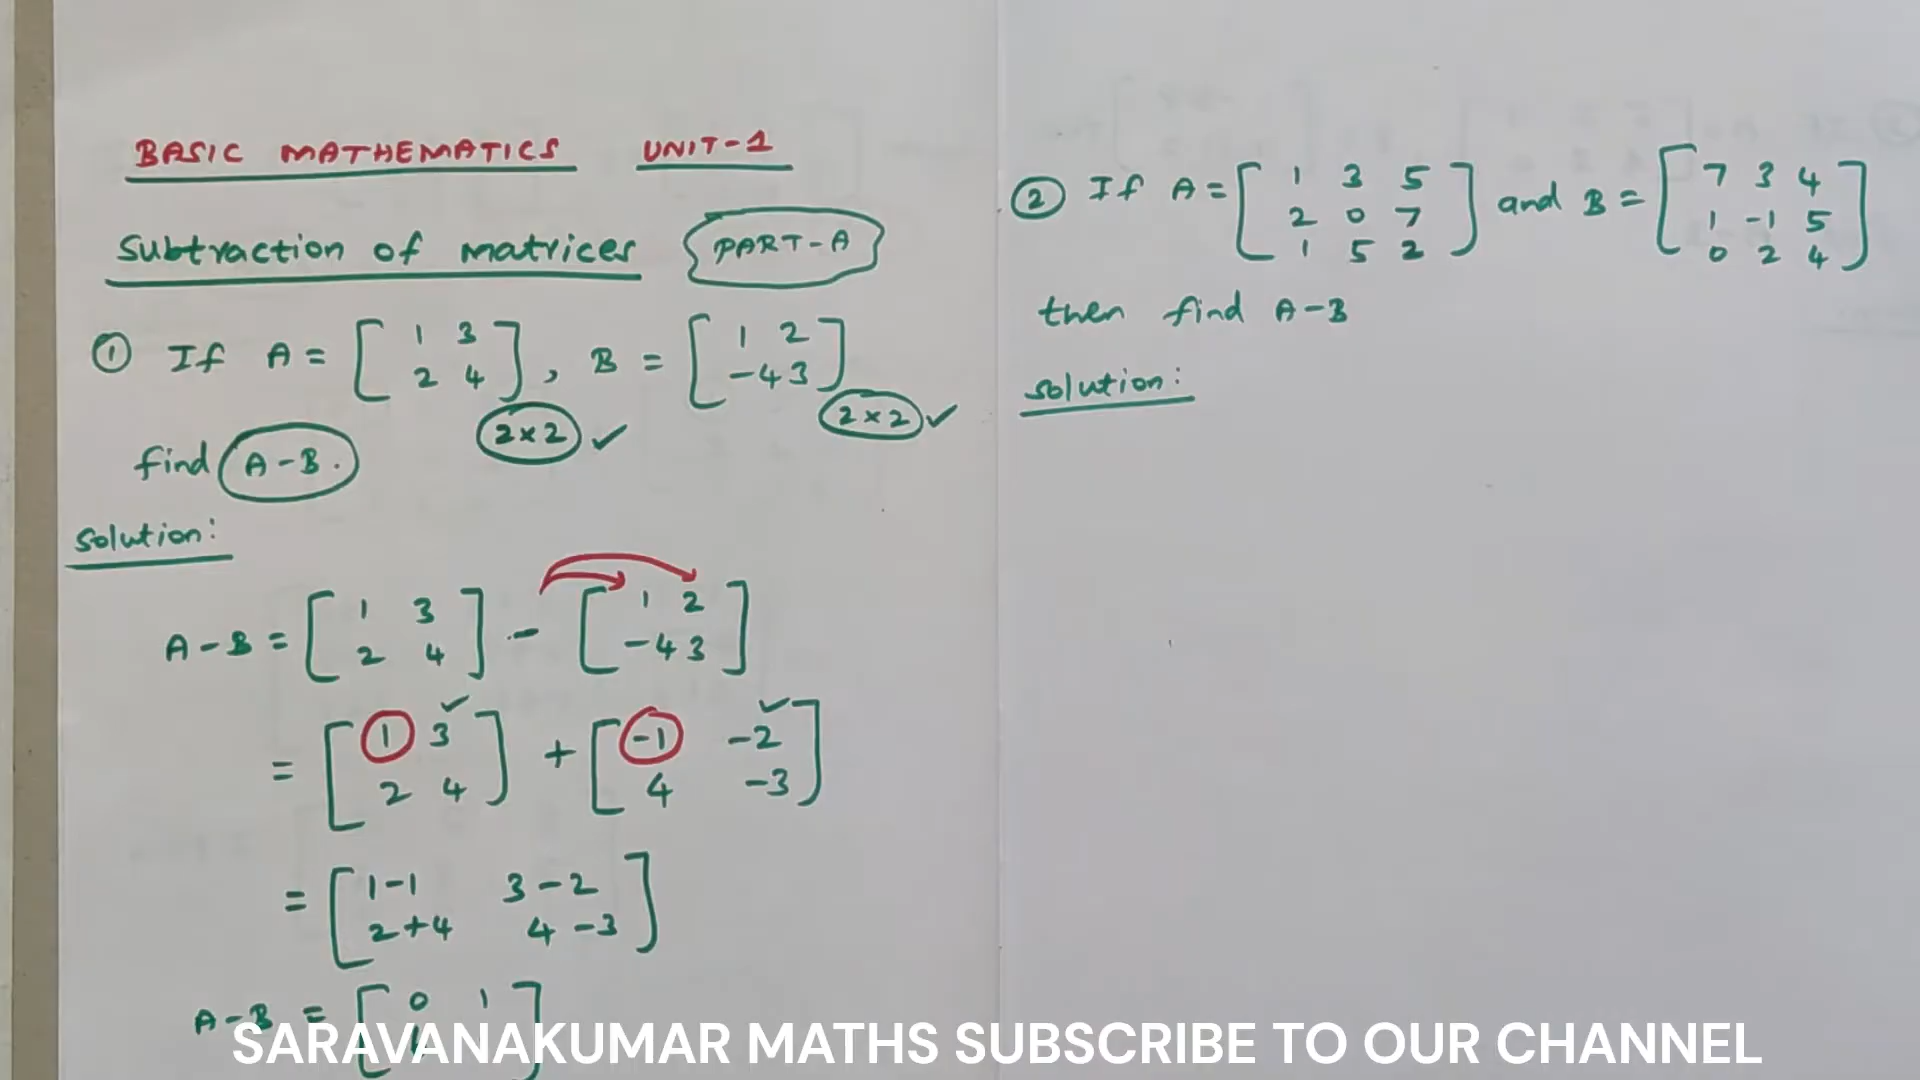 BASIC MATHEMATICS UNIT-1
Subtraction of matrices PART-A
① If A = [ 1 3
2 4 ], B = [ 1 2
-4 3 ]
2×2 ✓ 2×2 ✓
find A-B.
Solution:
A-B = [ 1 3
2 4 ] - [ 1 2
-4 3 ]
= [ 1 3 ✓
2 4 ] + [ -1 -2 ✓
4 -3 ]
= [ 1-1 3-2
2+4 4-3 ]
A-B = [ 0 1 ]
② If A = [ 1 3 5
2 0 7
1 5 2 ] and B = [ 7 3 4
1 -1 5
0 2 4 ]
then find A-B
solution:
SARAVANAKUMAR MATHS SUBSCRIBE TO OUR CHANNEL